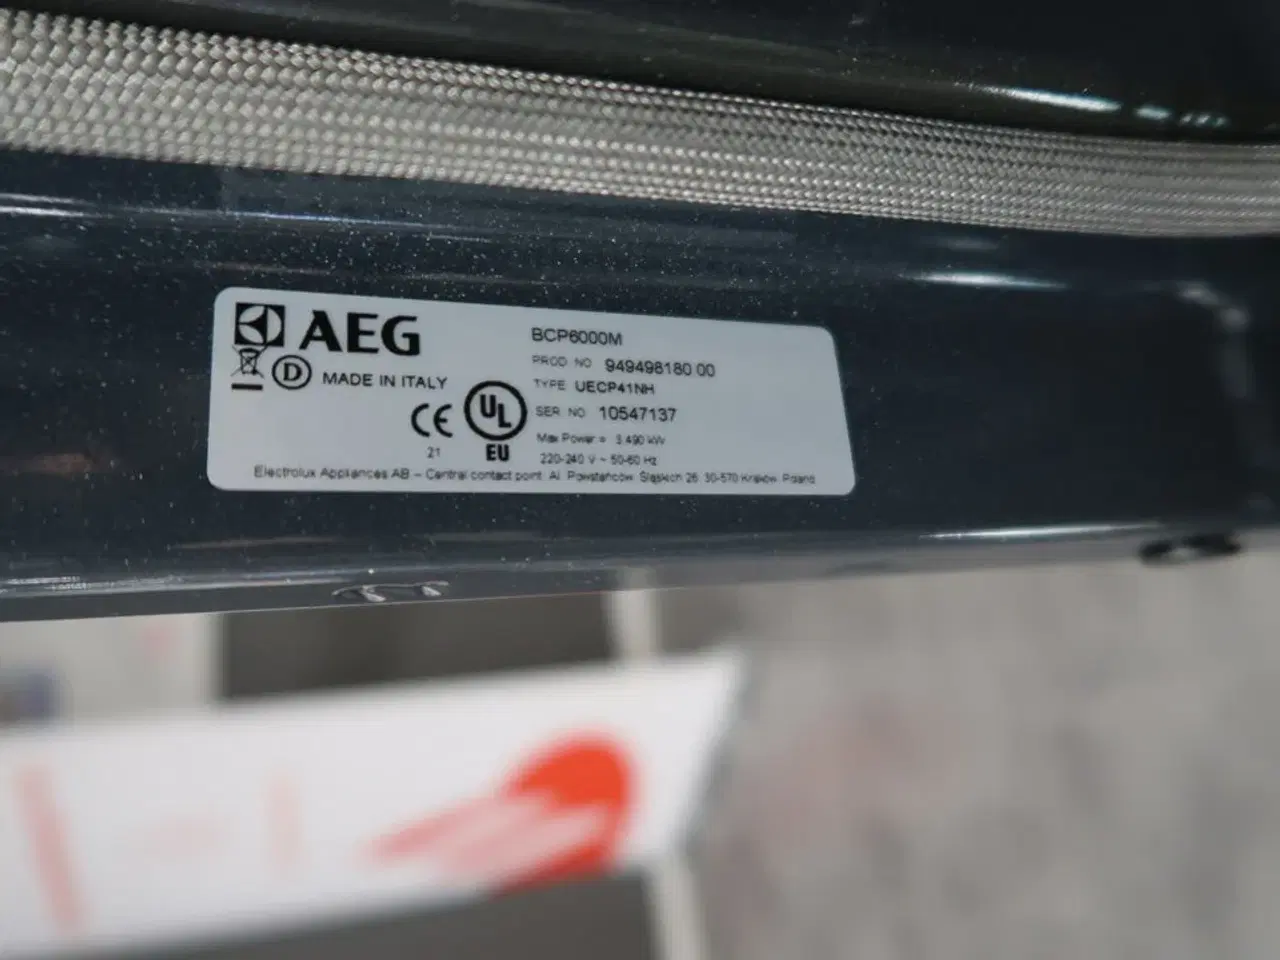 AEG
BCP6000M
PROD NO 949498180 00
TYPE UECP41NH
D MADE IN ITALY
SER NO 10547137
CE UL
21 EU
Max Power = 3.490 kW
220-240 V ~ 50-60 Hz
Electrolux Appliances AB – Central contact point Al. Powstańców Śląskich 26 30-570 Kraków Poland